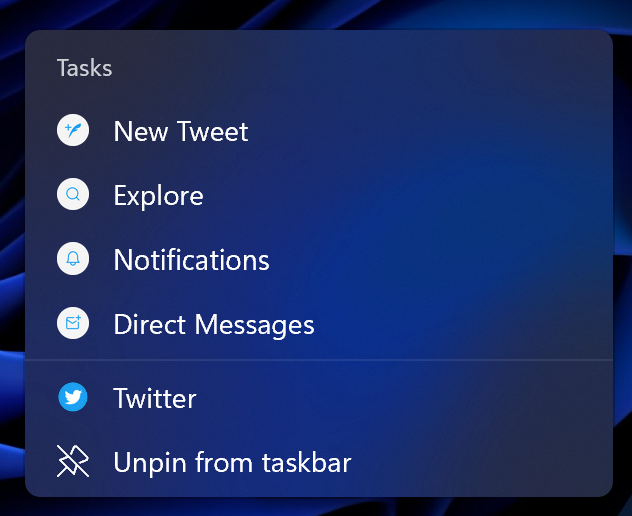 Tasks
New Tweet
Explore
Notifications
Direct Messages
Twitter
Unpin from taskbar